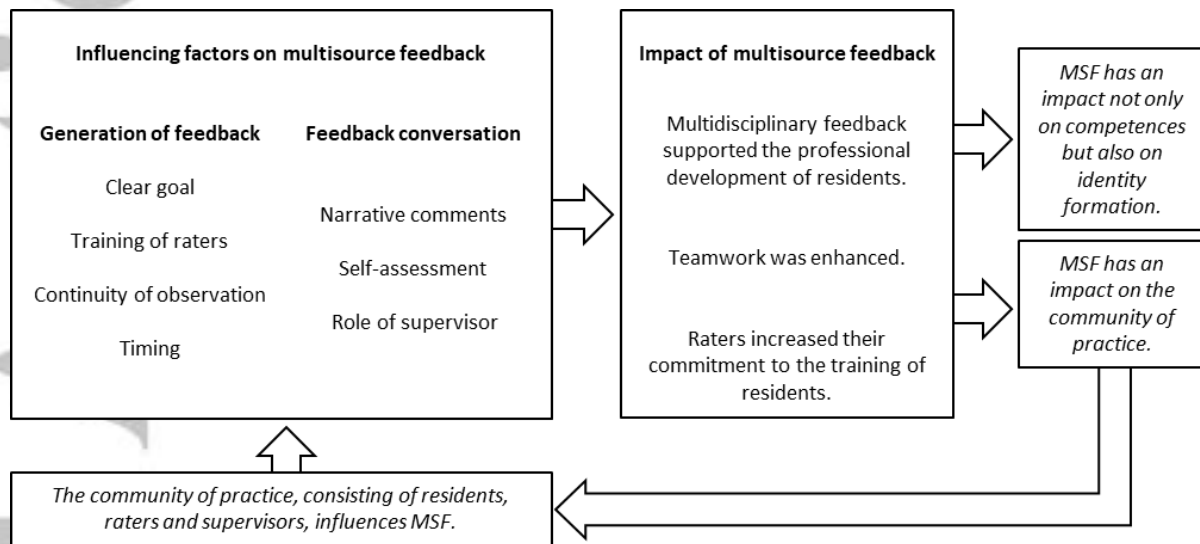 Influencing factors on multisource feedback
Generation of feedback
Clear goal
Training of raters
Continuity of observation
Timing
Feedback conversation
Narrative comments
Self-assessment
Role of supervisor
Impact of multisource feedback
Multidisciplinary feedback
supported the professional
development of residents.
Teamwork was enhanced.
Raters increased their
commitment to the training of
residents.
MSF has an
impact not only
on competences
but also on
identity
formation.
MSF has an
impact on the
community of
practice.
The community of practice, consisting of residents,
raters and supervisors, influences MSF.